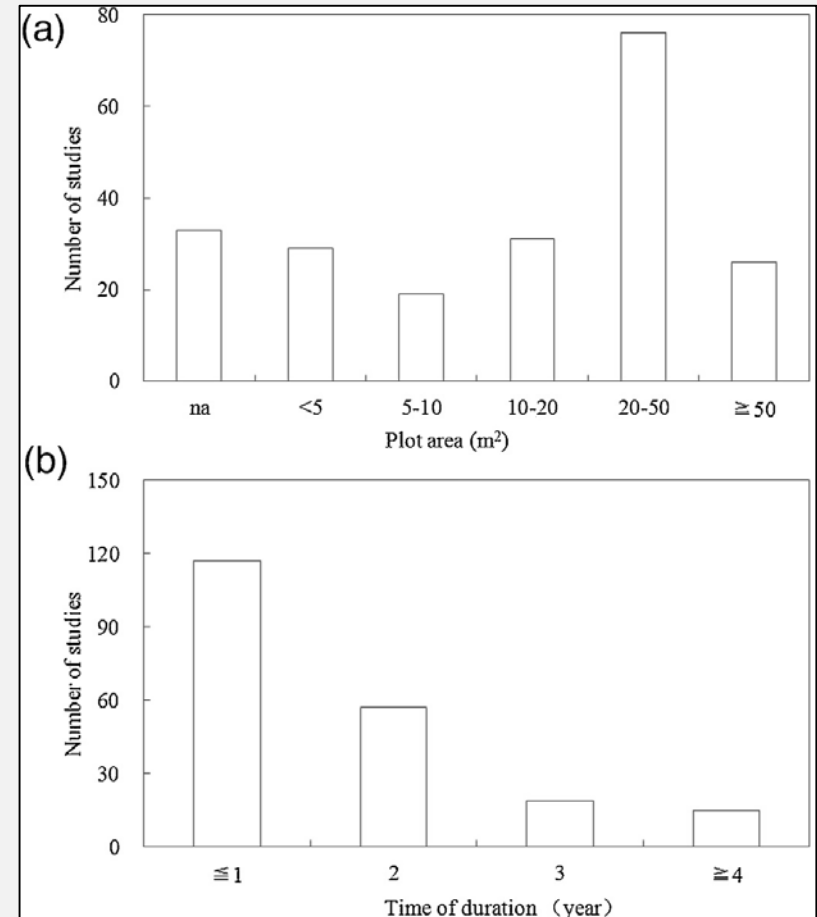 (a)
80
60
40
20
0
Number of studies
na <5 5-10 10-20 20-50 ≧50
Plot area (m²)
(b)
150
120
90
60
30
0
Number of studies
≦1 2 3 ≧4
Time of duration （year）